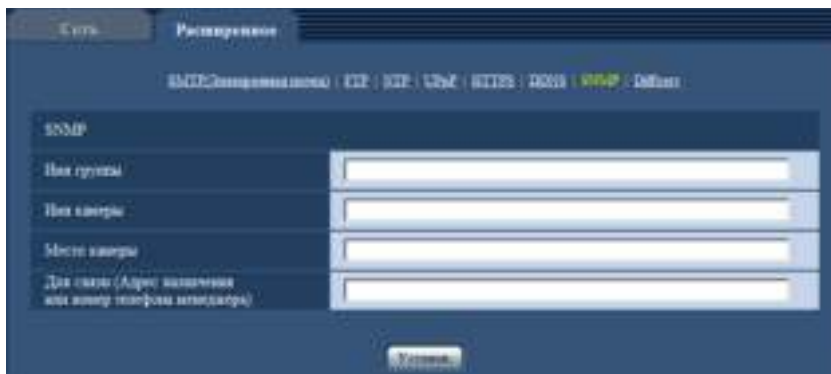 Сеть Расширенное
SMTP(Электронная почта) | FTP | NTP | UPnP | HTTPS | DDNS | SNMP | Diffserv
SNMP
Имя группы
Имя камеры
Место камеры
Для связи (Адрес назначения
или номер телефона менеджера)
Установ.